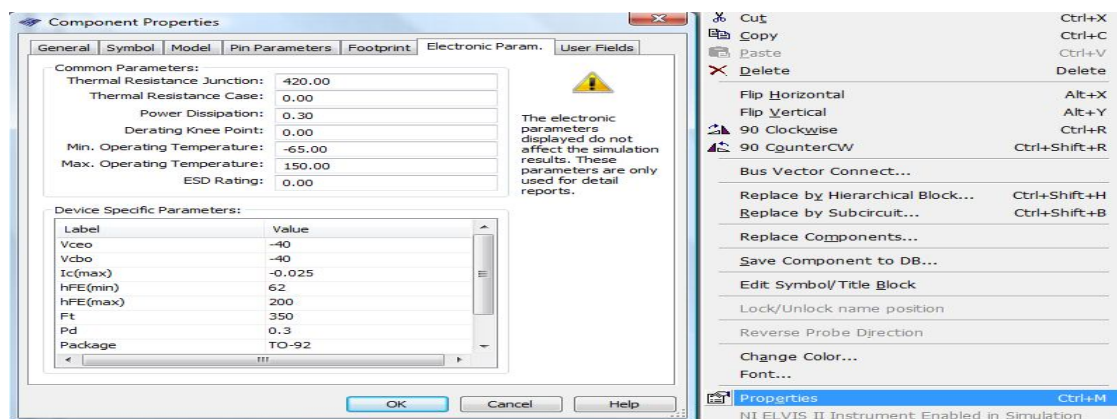 Component Properties
General Symbol Model Pin Parameters Footprint Electronic Param. User Fields
Common Parameters:
Thermal Resistance Junction: 420.00
Thermal Resistance Case: 0.00
Power Dissipation: 0.30
Derating Knee Point: 0.00
Min. Operating Temperature: -65.00
Max. Operating Temperature: 150.00
ESD Rating: 0.00
The electronic
parameters
displayed do not
affect the simulation
results. These
parameters are only
used for detail
reports.
Device Specific Parameters:
Label Value
Vceo -40
Vcbo -40
Ic(max) -0.025
hFE(min) 62
hFE(max) 200
Ft 350
Pd 0.3
Package TO-92
OK Cancel Help
Cut Ctrl+X
Copy Ctrl+C
Paste Ctrl+V
Delete Delete
Flip Horizontal Alt+X
Flip Vertical Alt+Y
90 Clockwise Ctrl+R
90 CounterCW Ctrl+Shift+R
Bus Vector Connect...
Replace by Hierarchical Block... Ctrl+Shift+H
Replace by Subcircuit... Ctrl+Shift+B
Replace Components...
Save Component to DB...
Edit Symbol/Title Block
Lock/Unlock name position
Reverse Probe Direction
Change Color...
Font...
Properties Ctrl+M
NI ELVIS II Instrument Enabled in Simulation